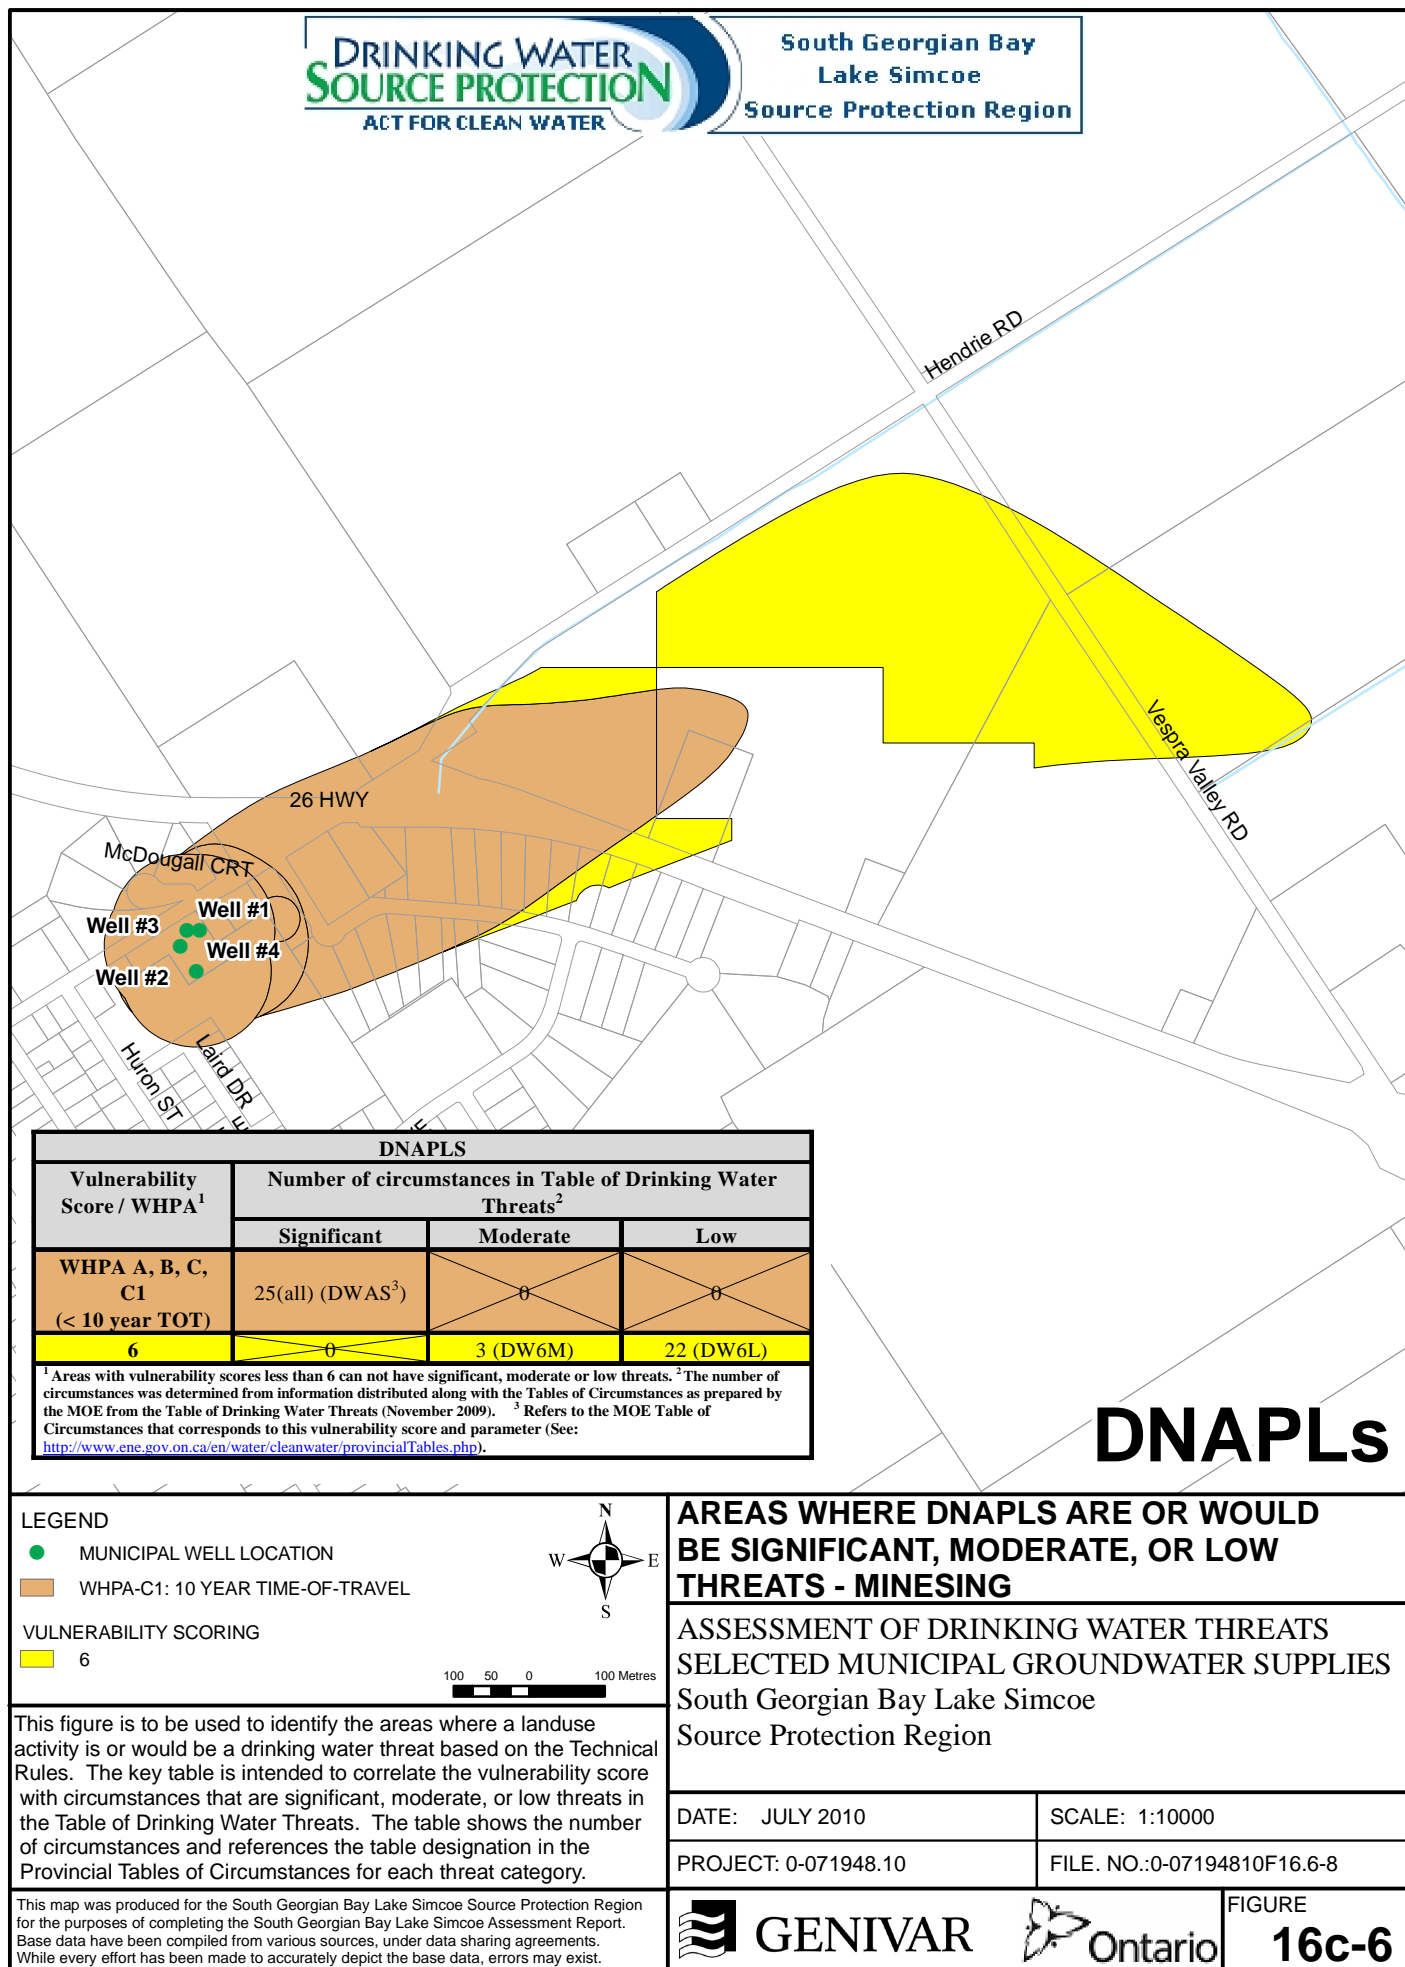 DRINKING WATER
SOURCE PROTECTION
ACT FOR CLEAN WATER
South Georgian Bay
Lake Simcoe
Source Protection Region
Hendrie RD
Vespra Valley RD
26 HWY
McDougall CRT
Well #1
Well #3
Well #4
Well #2
Laird DR
Huron ST
DNAPLS
Vulnerability
Score / WHPA1
Number of circumstances in Table of Drinking Water
Threats2
Significant Moderate Low
WHPA A, B, C,
C1
(< 10 year TOT)
25(all) (DWAS3) 0 0
6 0 3 (DW6M) 22 (DW6L)
1 Areas with vulnerability scores less than 6 can not have significant, moderate or low threats. 2 The number of
circumstances was determined from information distributed along with the Tables of Circumstances as prepared by
the MOE from the Table of Drinking Water Threats (November 2009). 3 Refers to the MOE Table of
Circumstances that corresponds to this vulnerability score and parameter (See:
http://www.ene.gov.on.ca/en/water/cleanwater/provincialTables.php).
DNAPLs
LEGEND
MUNICIPAL WELL LOCATION
WHPA-C1: 10 YEAR TIME-OF-TRAVEL
VULNERABILITY SCORING
6
N
W E
S
100 50 0 100 Metres
AREAS WHERE DNAPLS ARE OR WOULD
BE SIGNIFICANT, MODERATE, OR LOW
THREATS - MINESING
ASSESSMENT OF DRINKING WATER THREATS
SELECTED MUNICIPAL GROUNDWATER SUPPLIES
South Georgian Bay Lake Simcoe
Source Protection Region
This figure is to be used to identify the areas where a landuse
activity is or would be a drinking water threat based on the Technical
Rules. The key table is intended to correlate the vulnerability score
with circumstances that are significant, moderate, or low threats in
the Table of Drinking Water Threats. The table shows the number
of circumstances and references the table designation in the
Provincial Tables of Circumstances for each threat category.
DATE: JULY 2010
SCALE: 1:10000
PROJECT: 0-071948.10
FILE. NO.:0-07194810F16.6-8
This map was produced for the South Georgian Bay Lake Simcoe Source Protection Region
for the purposes of completing the South Georgian Bay Lake Simcoe Assessment Report.
Base data have been compiled from various sources, under data sharing agreements.
While every effort has been made to accurately depict the base data, errors may exist.
GENIVAR
Ontario
FIGURE
16c-6